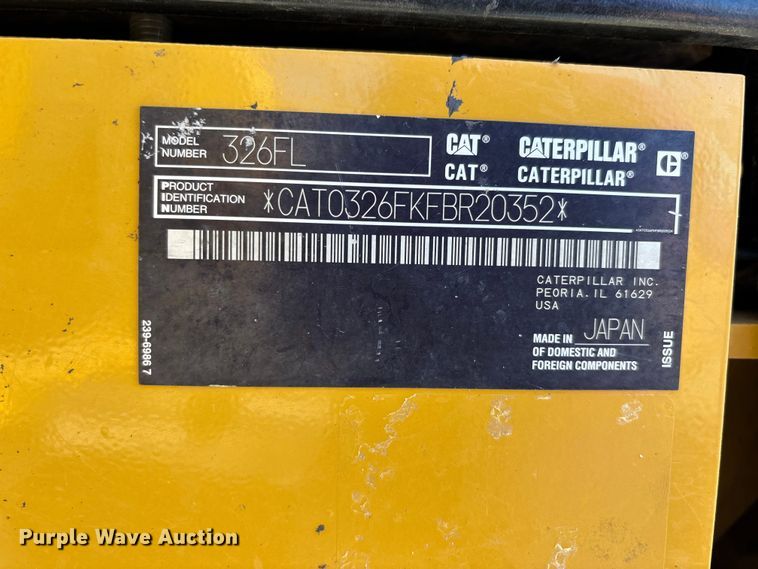 MODEL NUMBER 326FL
CAT® CATERPILLAR® C®
CAT® CATERPILLAR®
PRODUCT IDENTIFICATION NUMBER *CAT0326FKFBR20352*
CATERPILLAR INC.
PEORIA.IL 61629
USA
MADE IN JAPAN
OF DOMESTIC AND
FOREIGN COMPONENTS
ISSUE
239-6986 7
Purple Wave Auction